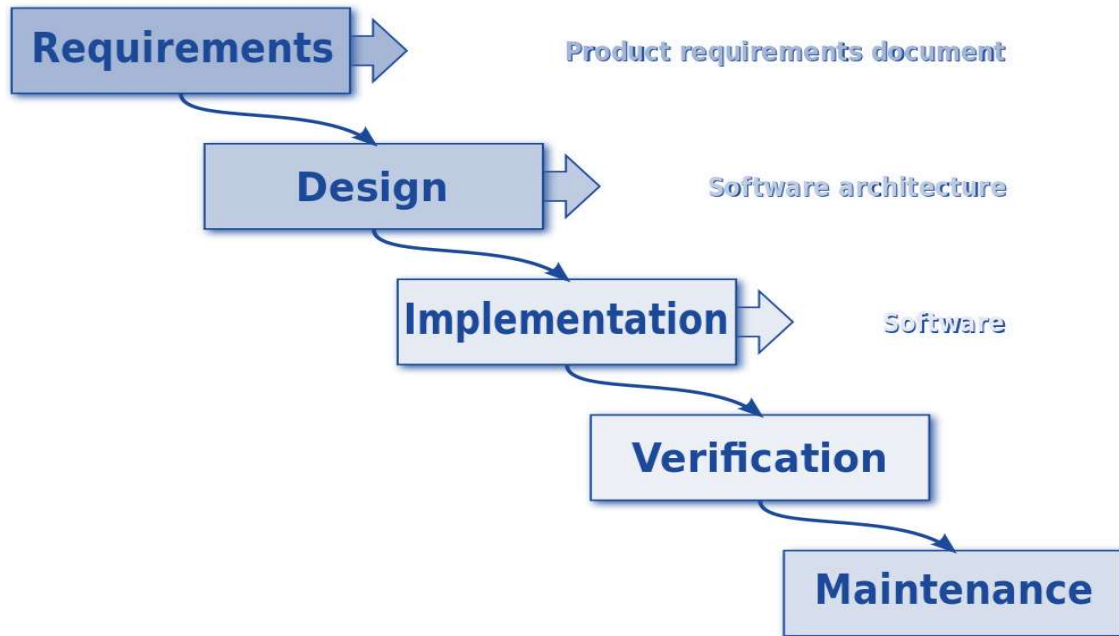 Requirements
Product requirements document
Design
Software architecture
Implementation
Software
Verification
Maintenance